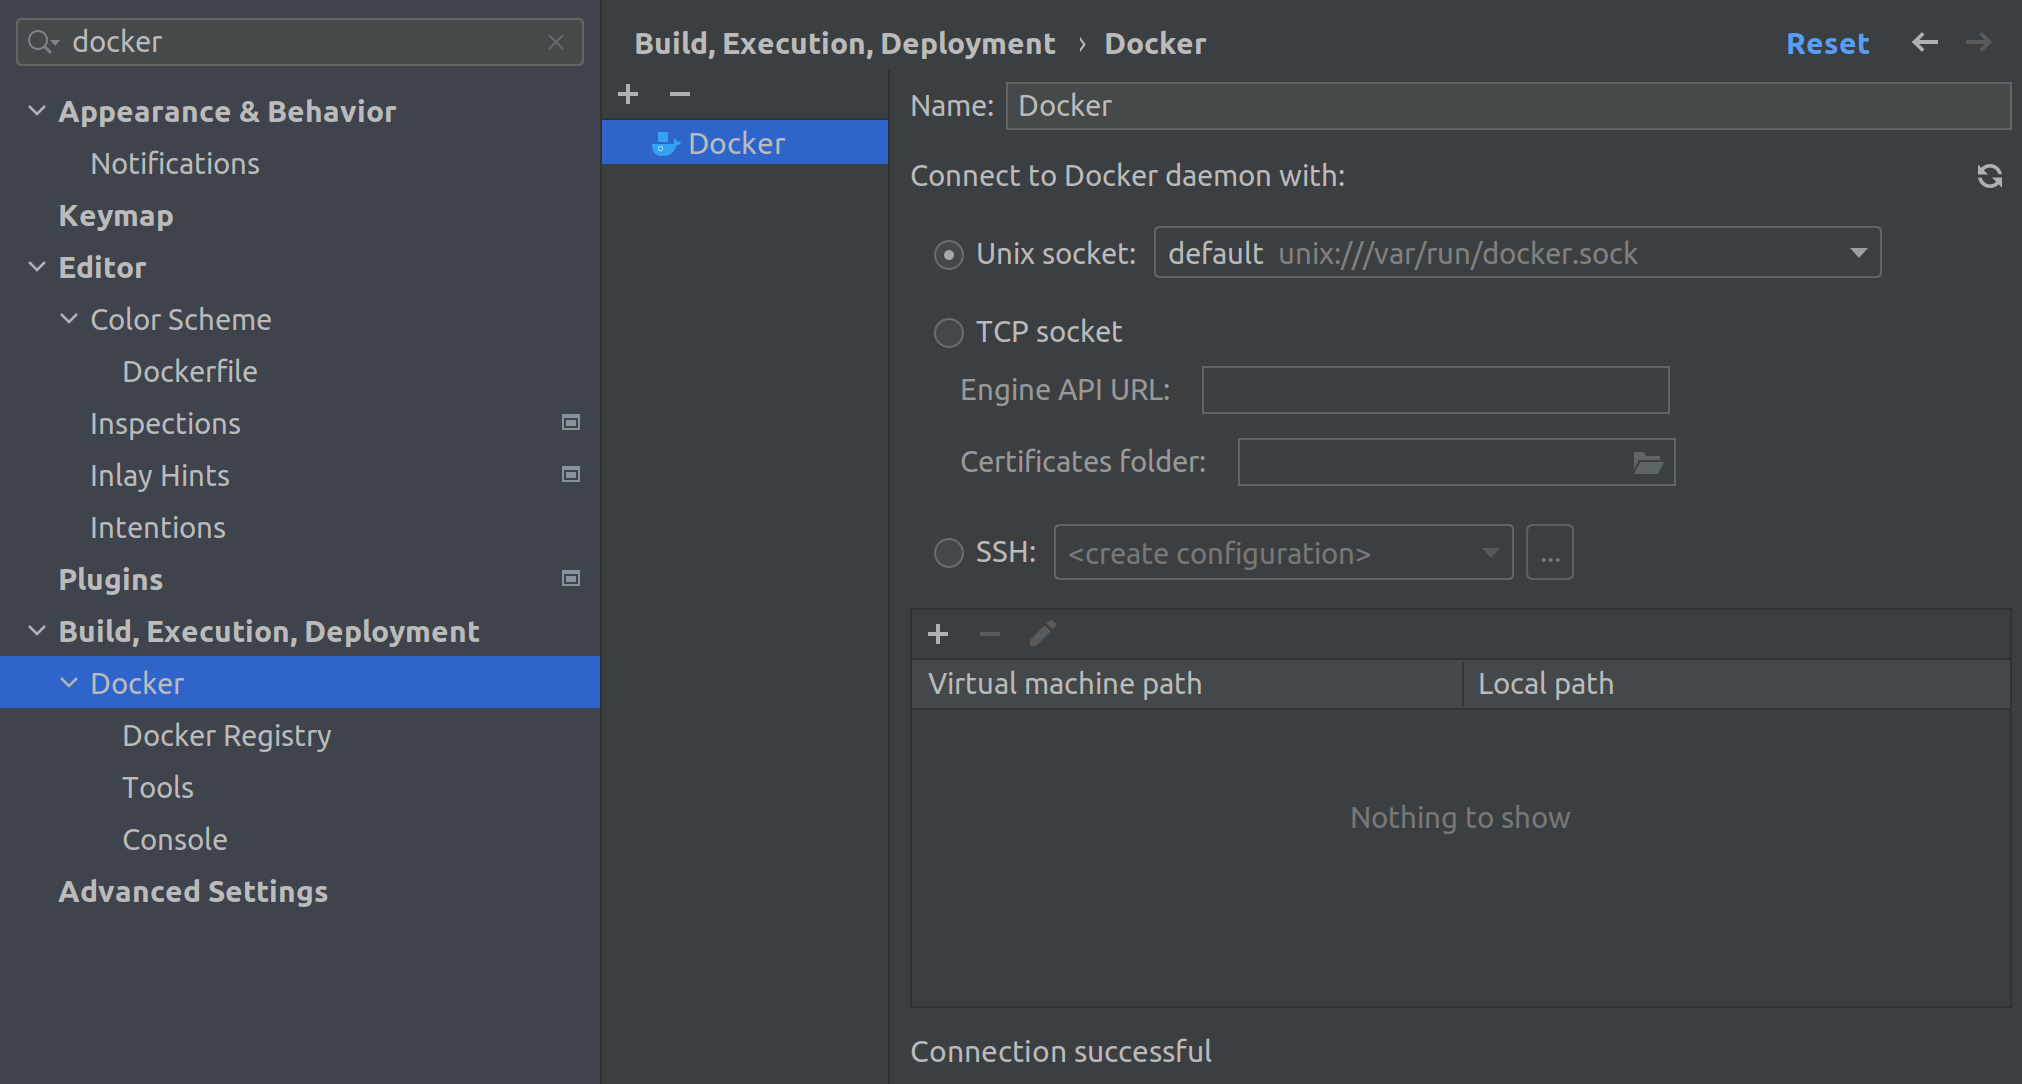 docker
Appearance & Behavior
Notifications
Keymap
Editor
Color Scheme
Dockerfile
Inspections
Inlay Hints
Intentions
Plugins
Build, Execution, Deployment
Docker
Docker Registry
Tools
Console
Advanced Settings
Build, Execution, Deployment › Docker
Reset
Docker
Name: Docker
Connect to Docker daemon with:
Unix socket: default unix:///var/run/docker.sock
TCP socket
Engine API URL:
Certificates folder:
SSH: <create configuration> ...
Virtual machine path Local path
Nothing to show
Connection successful